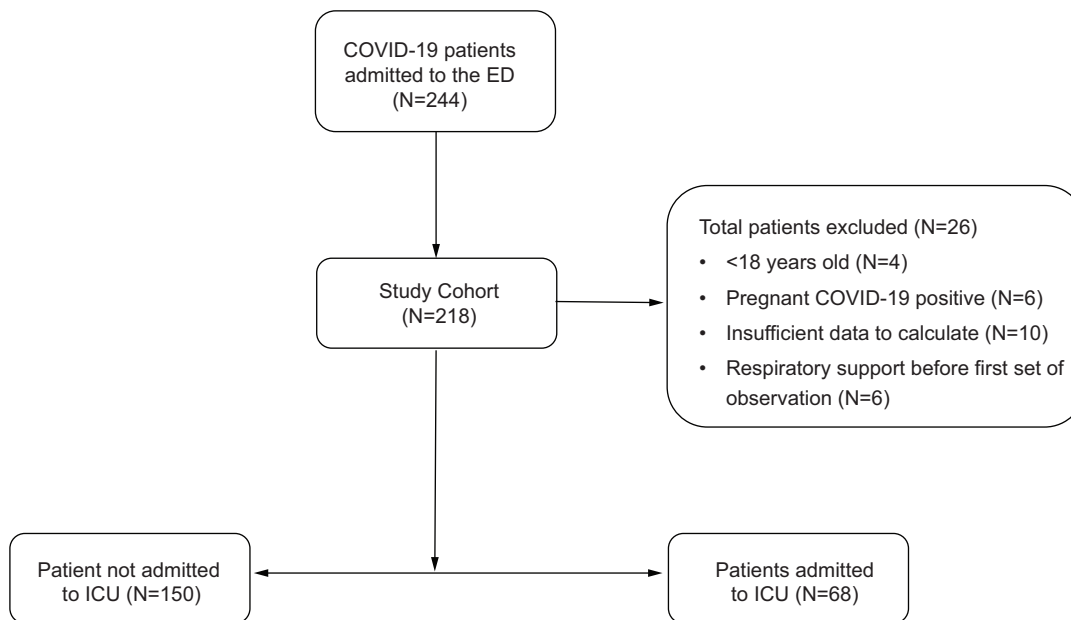 COVID-19 patients
admitted to the ED
(N=244)
Total patients excluded (N=26)
• <18 years old (N=4)
• Pregnant COVID-19 positive (N=6)
• Insufficient data to calculate (N=10)
• Respiratory support before first set of
observation (N=6)
Study Cohort
(N=218)
Patient not admitted
to ICU (N=150)
Patients admitted
to ICU (N=68)